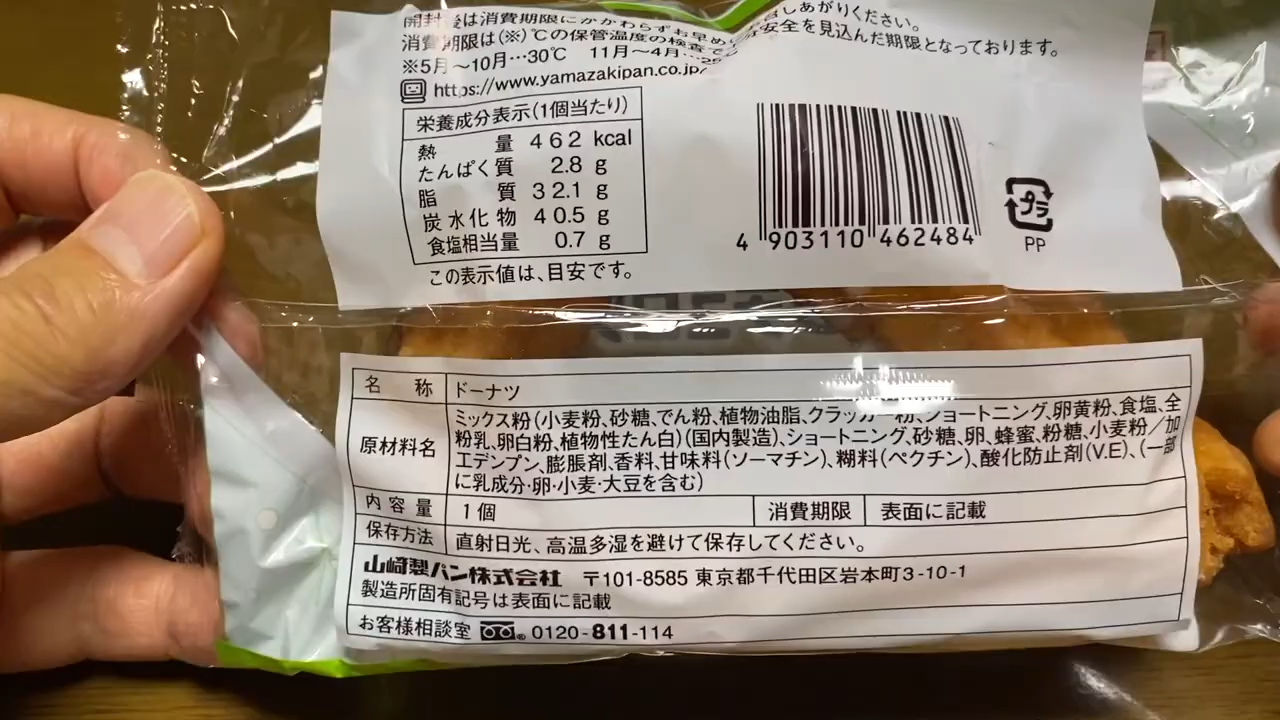 開封後は消費期限にかかわらずお早め 召しあがりください。
消費期限は(※)℃の保管温度の検査で 安全を見込んだ期限となっております。
※5月〜10月…30℃ 11月〜4月…25
https://www.yamazakipan.co.jp/
栄養成分表示(1個当たり)
熱量 462 kcal
たんぱく質 2.8 g
脂質 32.1 g
炭水化物 40.5 g
食塩相当量 0.7 g
この表示値は、目安です。
4 903110 462484
プラ
PP
名称 ドーナツ
原材料名 ミックス粉(小麦粉、砂糖、でん粉、植物油脂、クラッカー粉、ショートニング、卵黄粉、食塩、全
粉乳、卵白粉、植物性たん白)(国内製造)、ショートニング、砂糖、卵、蜂蜜、粉糖、小麦粉/加
工デンプン、膨脹剤、香料、甘味料(ソーマチン)、糊料(ペクチン)、酸化防止剤(V.E)、(一部
に乳成分・卵・小麦・大豆を含む)
内容量 1個 消費期限 表面に記載
保存方法 直射日光、高温多湿を避けて保存してください。
山崎製パン株式会社 〒101-8585 東京都千代田区岩本町3-10-1
製造所固有記号は表面に記載
お客様相談室 0120-811-114